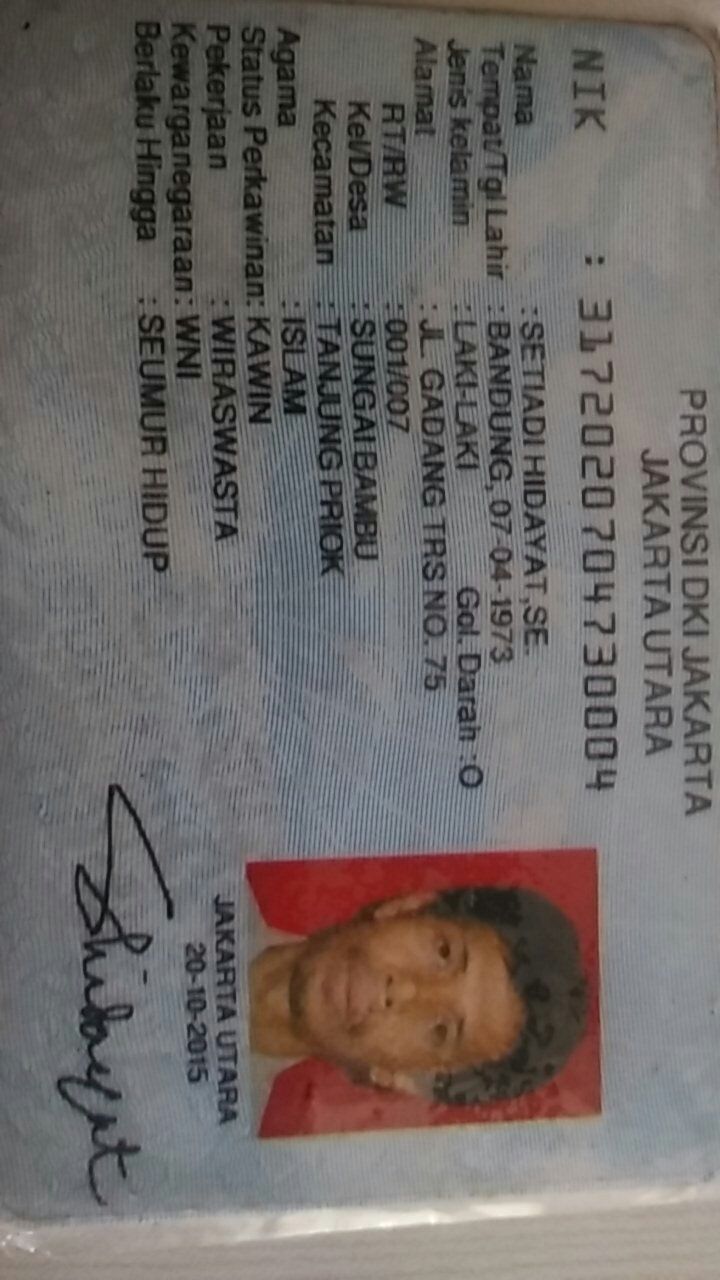 PROVINSI DKI JAKARTA
JAKARTA UTARA
NIK : 3172020704730004
Nama : SETIADI HIDAYAT,SE.
Tempat/Tgl Lahir : BANDUNG, 07-04-1973
Jenis kelamin : LAKI-LAKI Gol. Darah :O
Alamat : JL. GADANG TRS NO. 75
RT/RW : 001/007
Kel/Desa : SUNGAI BAMBU
Kecamatan : TANJUNG PRIOK
Agama : ISLAM
Status Perkawinan: KAWIN
Pekerjaan : WIRASWASTA
Kewarganegaraan: WNI
Berlaku Hingga : SEUMUR HIDUP
JAKARTA UTARA
20-10-2015
Shidayat